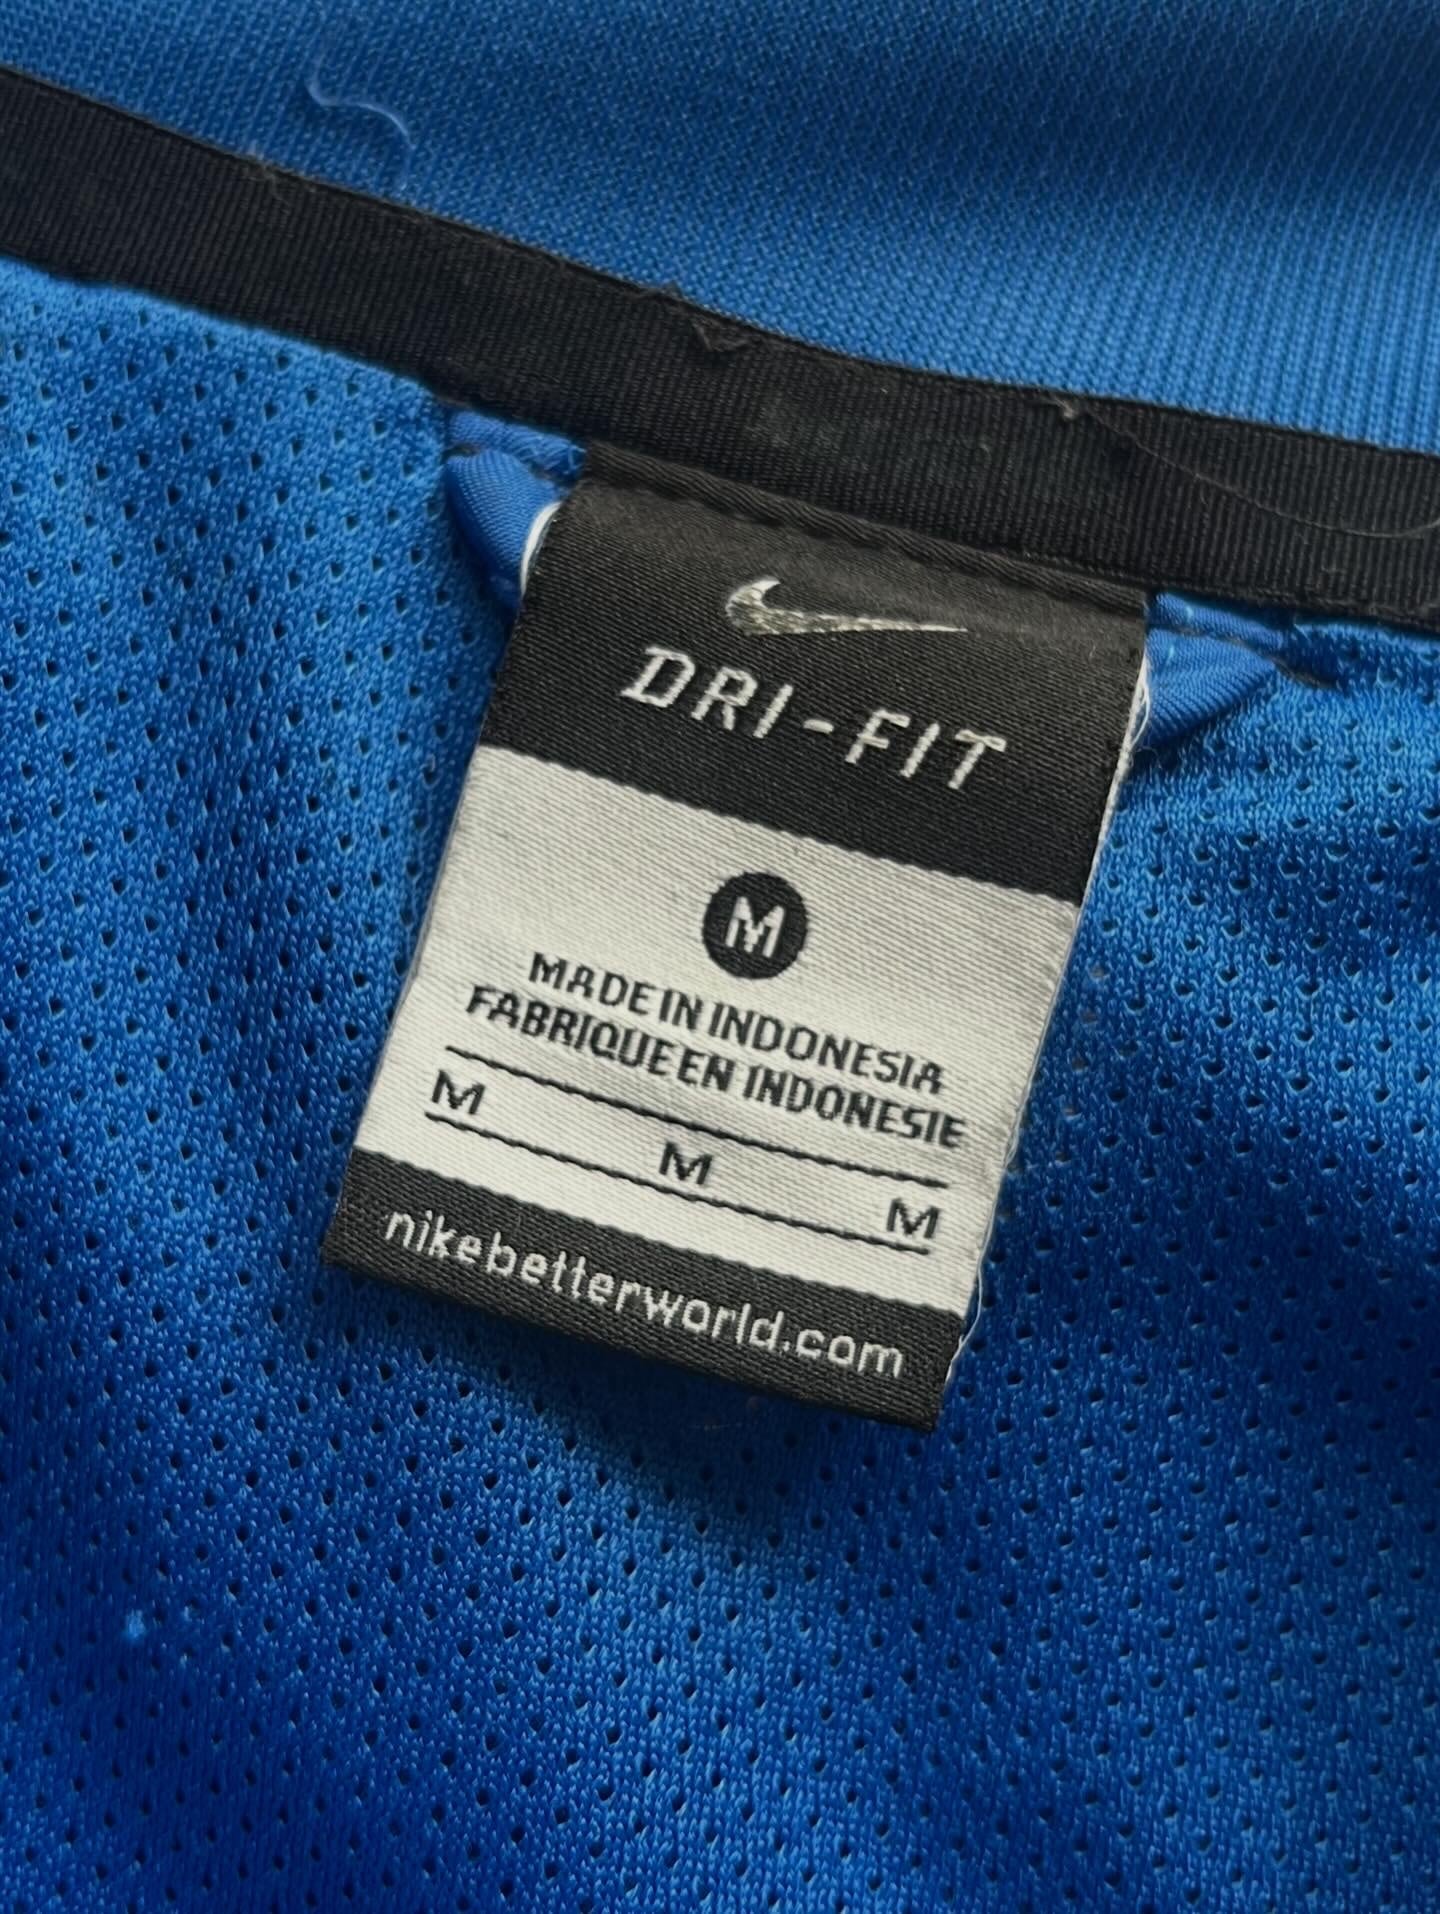 DRI-FIT
M
MADE IN INDONESIA
FABRIQUE EN INDONESIE
M M M
nikebetterworld.com